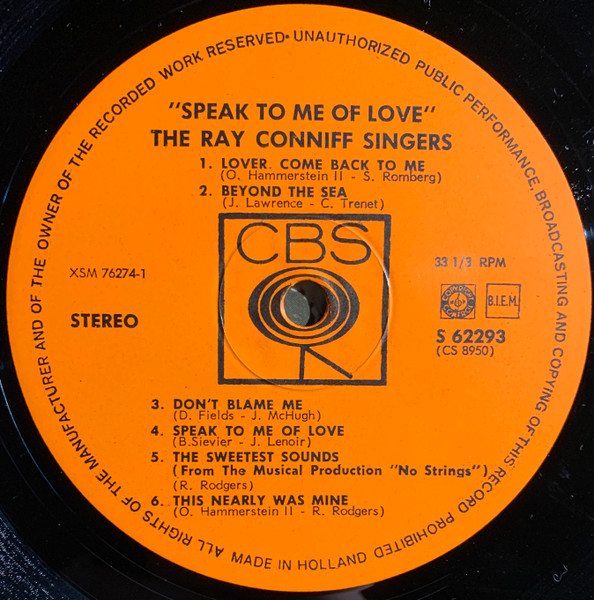 ALL RIGHTS OF THE MANUFACTURER AND OF THE OWNER OF THE RECORDED WORK RESERVED • UNAUTHORIZED PUBLIC PERFORMANCE, BROADCASTING AND COPYING OF THIS RECORD PROHIBITED
"SPEAK TO ME OF LOVE"
THE RAY CONNIFF SINGERS
1. LOVER, COME BACK TO ME
(O. Hammerstein II - S. Romberg)
2. BEYOND THE SEA
(J. Lawrence - C. Trenet)
CBS
XSM 76274-1
33 1/3 RPM
COPYRIGHT CONTROL
B.I.E.M.
STEREO
S 62293
(CS 8950)
3. DON'T BLAME ME
(D. Fields - J. McHugh)
4. SPEAK TO ME OF LOVE
(B.Sievier - J. Lenoir)
5. THE SWEETEST SOUNDS
(From The Musical Production "No Strings")
(R. Rodgers)
6. THIS NEARLY WAS MINE
(O. Hammerstein II - R. Rodgers)
MADE IN HOLLAND